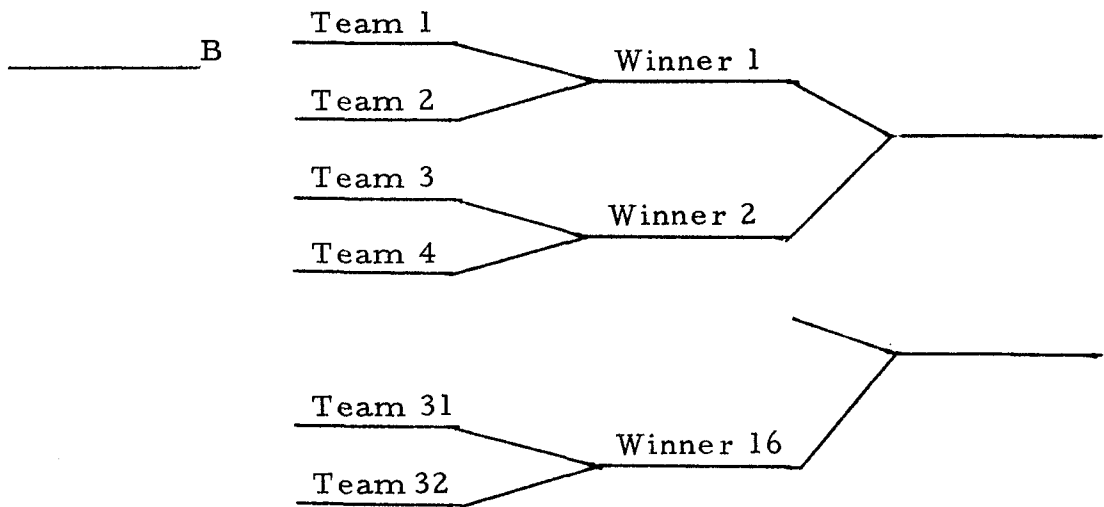 B
Team 1
Winner 1
Team 2
Team 3
Winner 2
Team 4
Team 31
Winner 16
Team 32